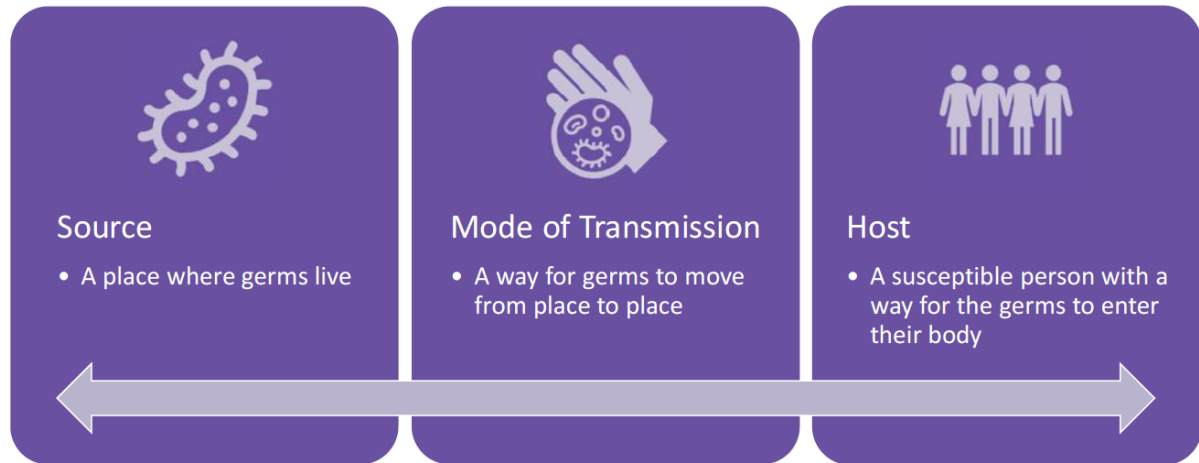 Source
• A place where germs live
Mode of Transmission
• A way for germs to move
from place to place
Host
• A susceptible person with a
way for the germs to enter
their body